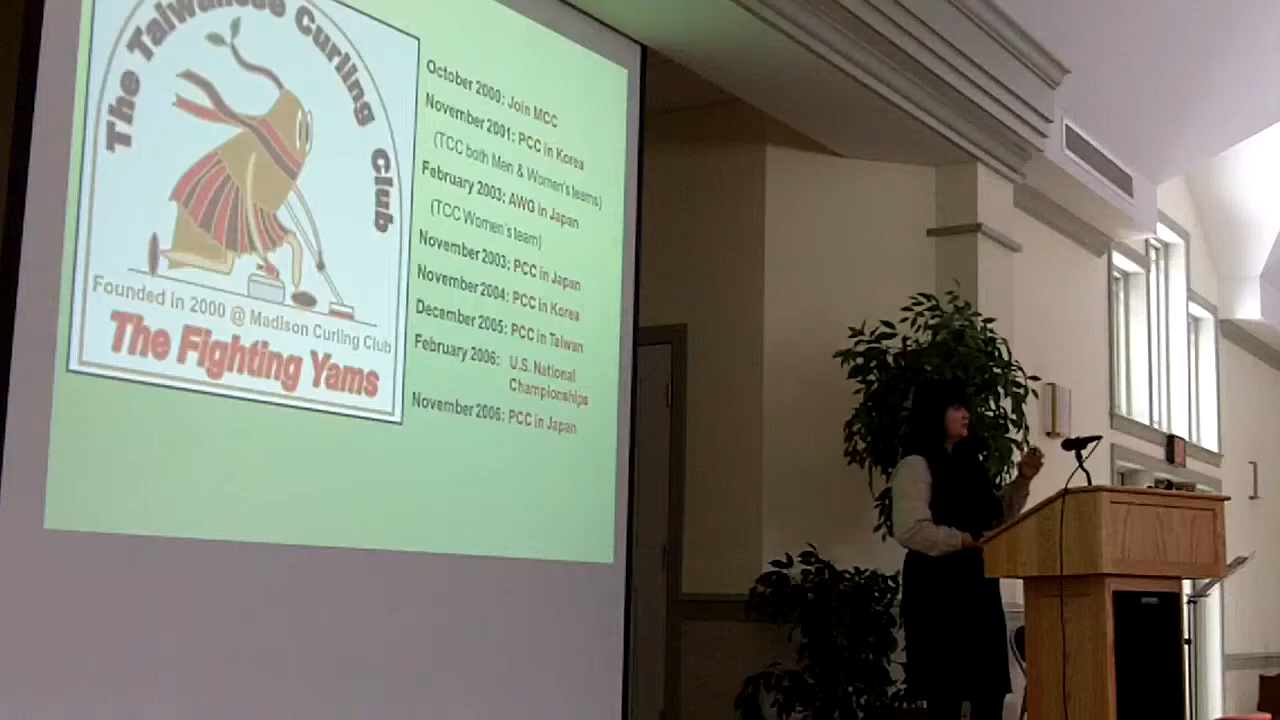 The Taiwanese Curling Club
Founded in 2000 @ Madison Curling Club
The Fighting Yams
October 2000: Join MCC
November 2001: PCC in Korea
(TCC both Men & Women's teams)
February 2003: AWG in Japan
(TCC Women's team)
November 2003: PCC in Japan
November 2004: PCC in Korea
December 2005: PCC in Taiwan
February 2006: U.S. National
Championships
November 2006: PCC in Japan